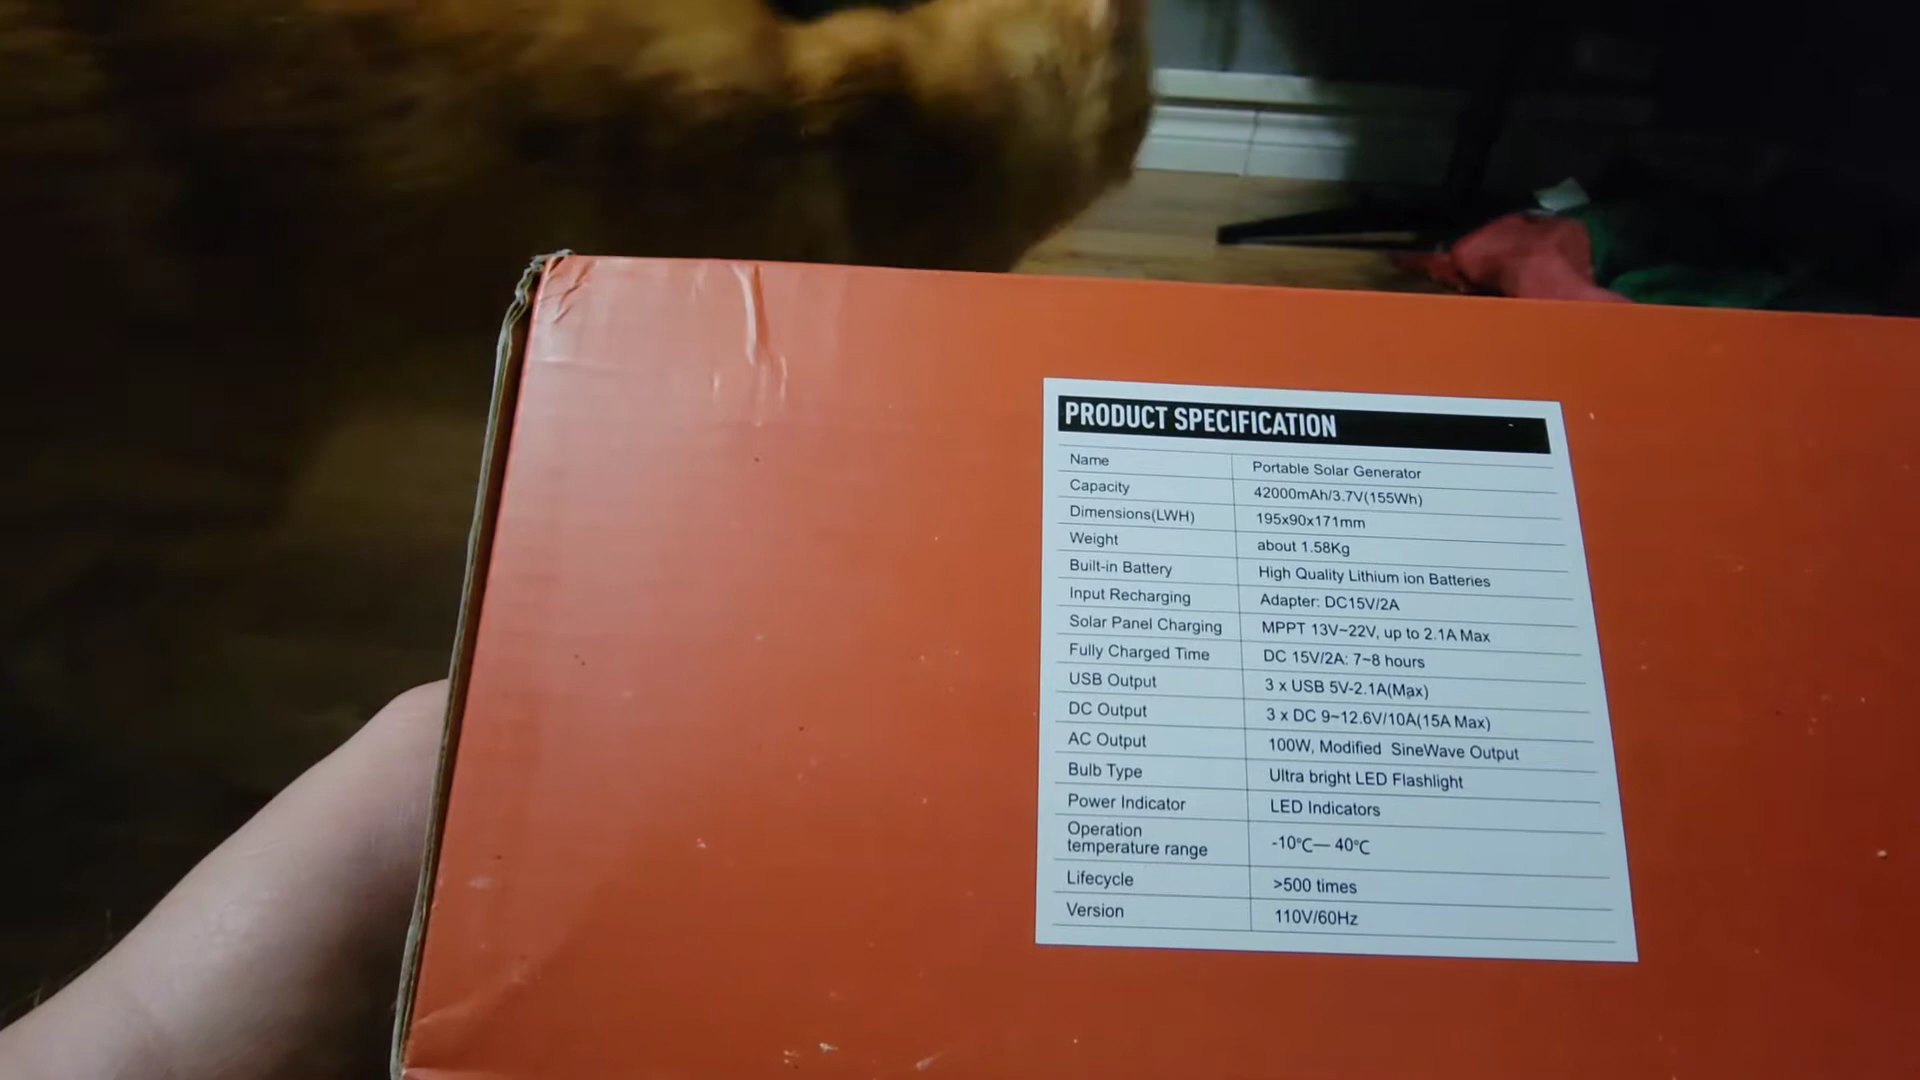 PRODUCT SPECIFICATION
Name Portable Solar Generator
Capacity 42000mAh/3.7V(155Wh)
Dimensions(LWH) 195x90x171mm
Weight about 1.58Kg
Built-in Battery High Quality Lithium ion Batteries
Input Recharging Adapter: DC15V/2A
Solar Panel Charging MPPT 13V~22V, up to 2.1A Max
Fully Charged Time DC 15V/2A: 7~8 hours
USB Output 3 x USB 5V-2.1A(Max)
DC Output 3 x DC 9~12.6V/10A(15A Max)
AC Output 100W, Modified SineWave Output
Bulb Type Ultra bright LED Flashlight
Power Indicator LED Indicators
Operation
temperature range -10℃— 40℃
Lifecycle >500 times
Version 110V/60Hz